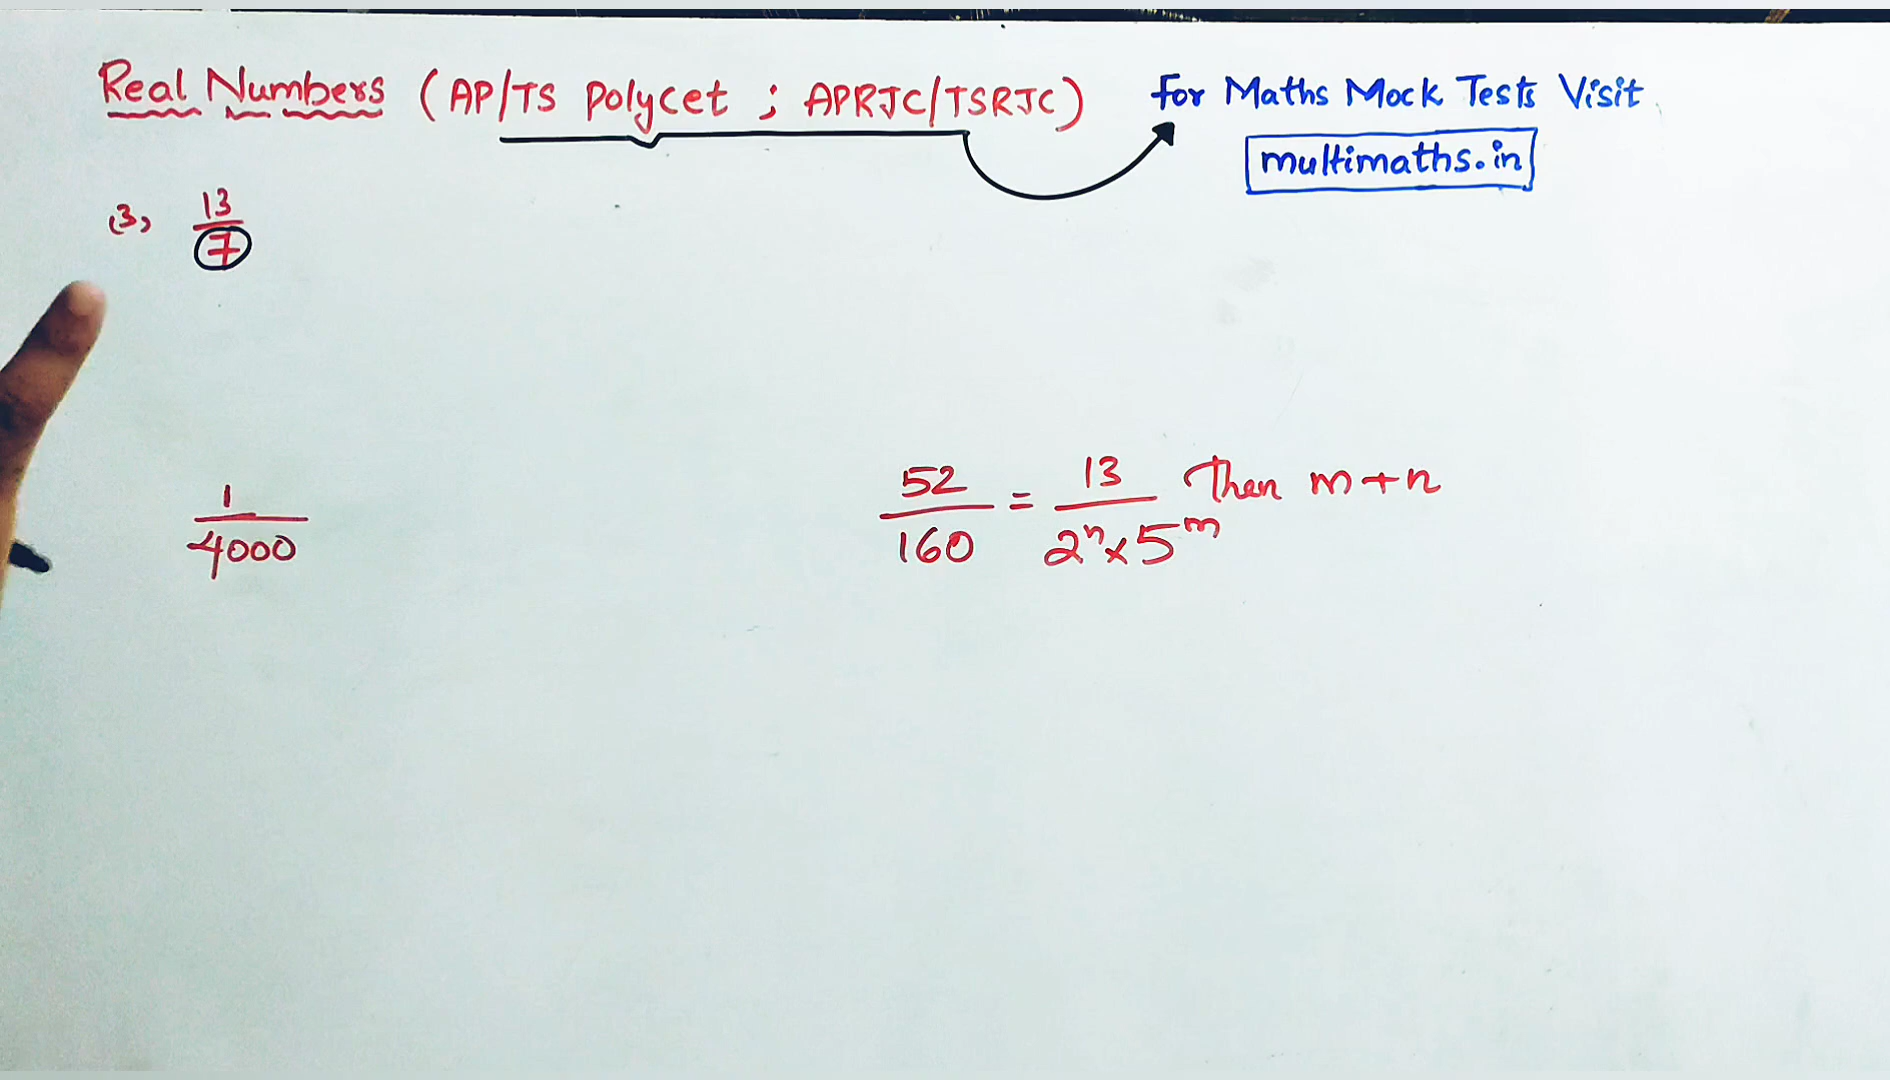 Real Numbers (AP/TS Polycet ; APRJC/TSRJC) For Maths Mock Tests Visit
multimaths.in
(3) 13/7
1/4000
52/160 = 13/(2^n × 5^m) Then m+n